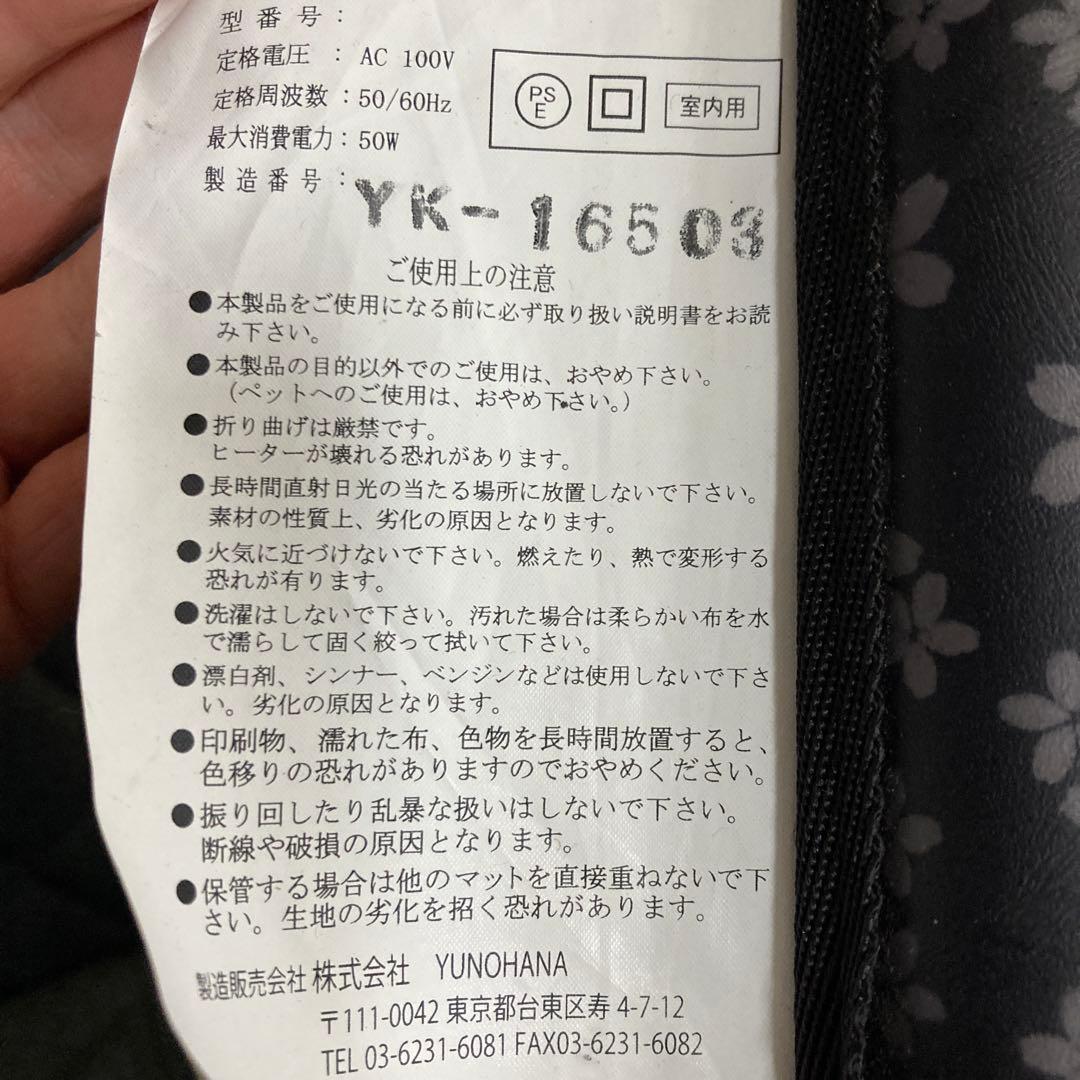 型番号:
定格電圧 : AC 100V
定格周波数 : 50/60Hz
最大消費電力 : 50W
製造番号 : YK-16503
PS E 室内用
ご使用上の注意
●本製品をご使用になる前に必ず取り扱い説明書をお読
み下さい。
●本製品の目的以外でのご使用は、おやめ下さい。
(ペットへのご使用は、おやめ下さい。)
●折り曲げは厳禁です。
ヒーターが壊れる恐れがあります。
●長時間直射日光の当たる場所に放置しないで下さい。
素材の性質上、劣化の原因となります。
●火気に近づけないで下さい。燃えたり、熱で変形する
恐れが有ります。
●洗濯はしないで下さい。汚れた場合は柔らかい布を水
で濡らして固く絞って拭いて下さい。
●漂白剤、シンナー、ベンジンなどは使用しないで下さ
い。劣化の原因となります。
●印刷物、濡れた布、色物を長時間放置すると、
色移りの恐れがありますのでおやめください。
●振り回したり乱暴な扱いはしないで下さい。
断線や破損の原因となります。
●保管する場合は他のマットを直接重ねないで下
さい。生地の劣化を招く恐れがあります。
製造販売会社 株式会社 YUNOHANA
〒111-0042 東京都台東区寿 4-7-12
TEL 03-6231-6081 FAX03-6231-6082